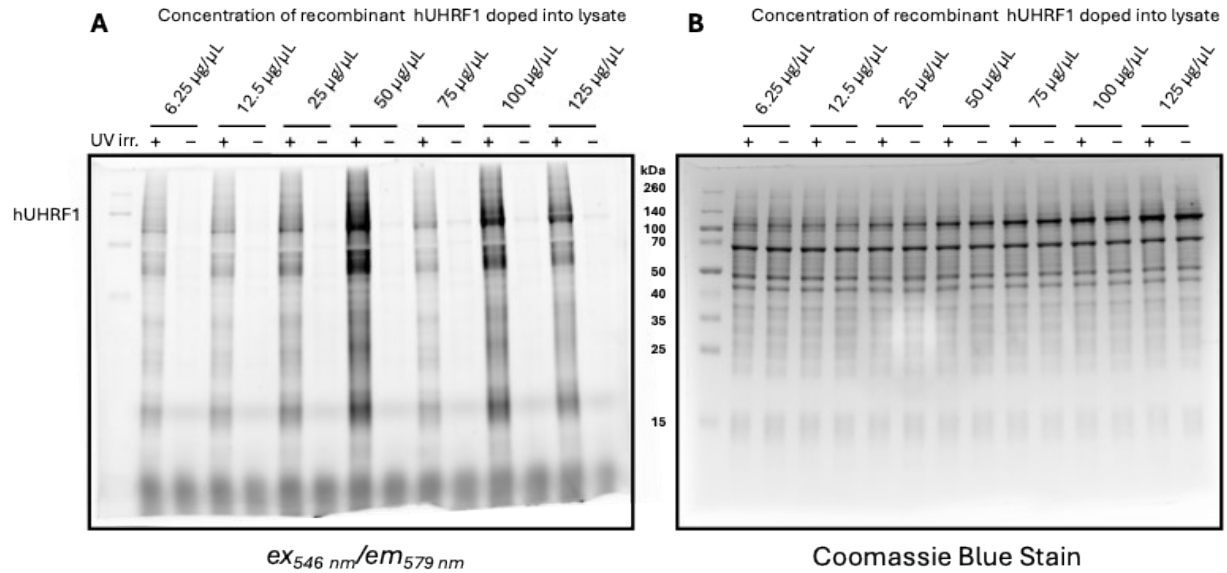 A
Concentration of recombinant hUHRF1 doped into lysate
6.25 µg/µL
12.5 µg/µL
25 µg/µL
50 µg/µL
75 µg/µL
100 µg/µL
125 µg/µL
UV irr.
+ – + – + – + – + – + – + –
hUHRF1
ex546 nm/em579 nm
B
Concentration of recombinant hUHRF1 doped into lysate
6.25 µg/µL
12.5 µg/µL
25 µg/µL
50 µg/µL
75 µg/µL
100 µg/µL
125 µg/µL
+ – + – + – + – + – + – + –
kDa
260
140
100
70
50
40
35
25
15
Coomassie Blue Stain